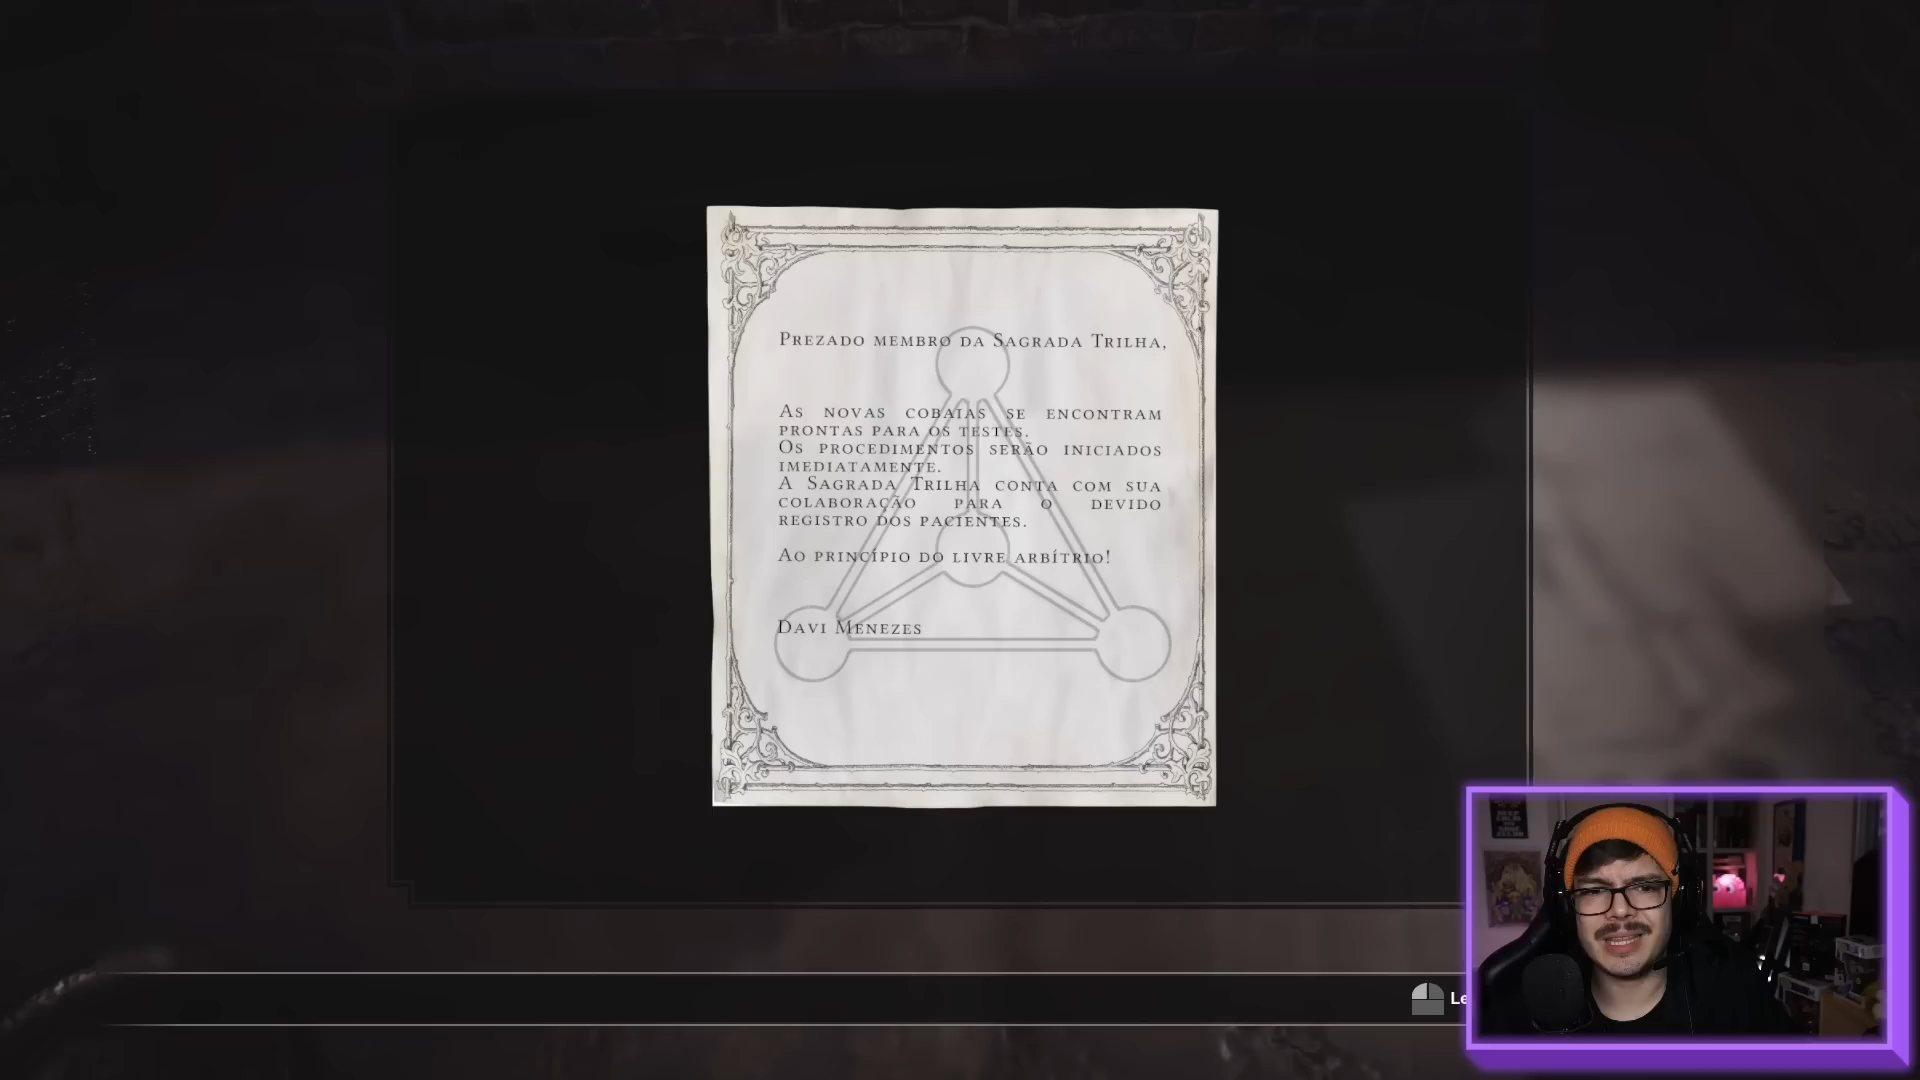 Prezado membro da Sagrada Trilha,
As novas cobaias se encontram
prontas para os testes.
Os procedimentos serão iniciados
imediatamente.
A Sagrada Trilha conta com sua
colaboração para o devido
registro dos pacientes.
Ao princípio do livre arbítrio!
Davi Menezes
Le